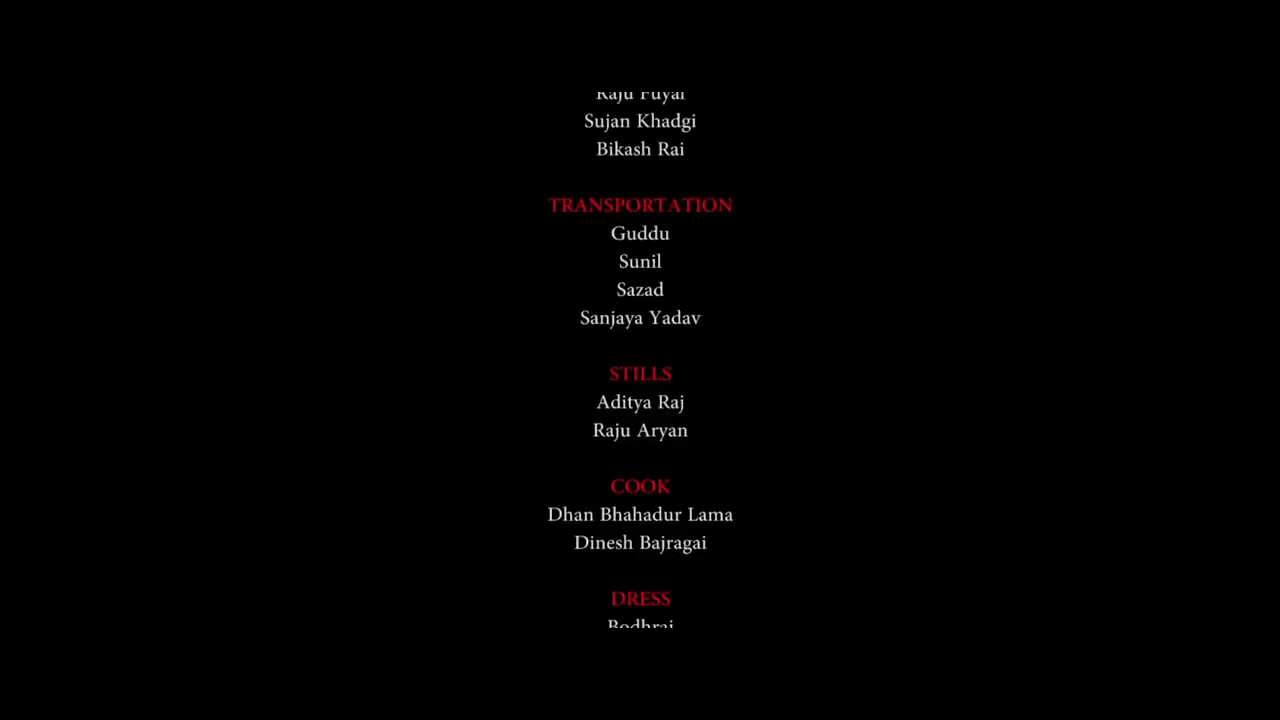 Raju
Sujan Khadgi
Bikash Rai
TRANSPORTATION
Guddu
Sunil
Sazad
Sanjaya Yadav
STILLS
Aditya Raj
Raju Aryan
COOK
Dhan Bhahadur Lama
Dinesh Bajragai
DRESS